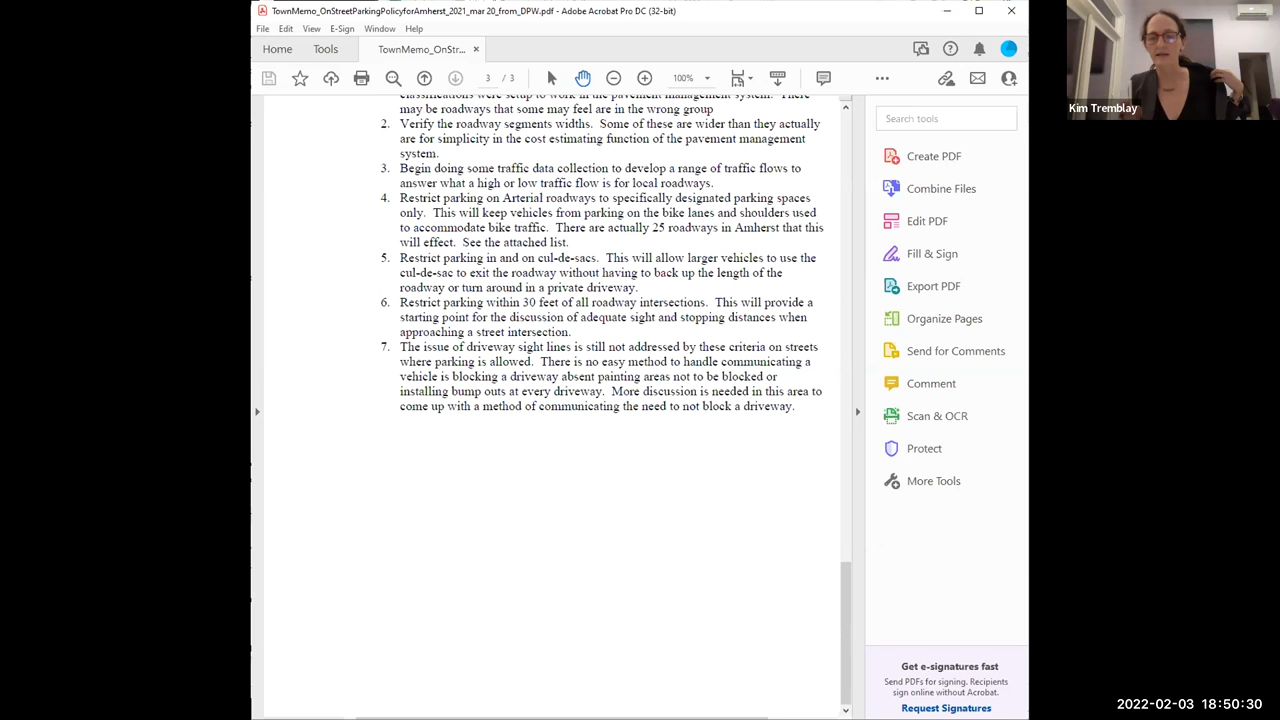 TownMemo_OnStreetParkingPolicyforAmherst_2021_mar 20_from_DPW.pdf - Adobe Acrobat Pro DC (32-bit)
File Edit View E-Sign Window Help
Home Tools TownMemo_OnStr... ×
3 / 3 100%
classifications were setup to work in the pavement management system. There
may be roadways that some may feel are in the wrong group
2. Verify the roadway segments widths. Some of these are wider than they actually
are for simplicity in the cost estimating function of the pavement management
system.
3. Begin doing some traffic data collection to develop a range of traffic flows to
answer what a high or low traffic flow is for local roadways.
4. Restrict parking on Arterial roadways to specifically designated parking spaces
only. This will keep vehicles from parking on the bike lanes and shoulders used
to accommodate bike traffic. There are actually 25 roadways in Amherst that this
will effect. See the attached list.
5. Restrict parking in and on cul-de-sacs. This will allow larger vehicles to use the
cul-de-sac to exit the roadway without having to back up the length of the
roadway or turn around in a private driveway.
6. Restrict parking within 30 feet of all roadway intersections. This will provide a
starting point for the discussion of adequate sight and stopping distances when
approaching a street intersection.
7. The issue of driveway sight lines is still not addressed by these criteria on streets
where parking is allowed. There is no easy method to handle communicating a
vehicle is blocking a driveway absent painting areas not to be blocked or
installing bump outs at every driveway. More discussion is needed in this area to
come up with a method of communicating the need to not block a driveway.
Search tools
Create PDF
Combine Files
Edit PDF
Fill & Sign
Export PDF
Organize Pages
Send for Comments
Comment
Scan & OCR
Protect
More Tools
Get e-signatures fast
Send PDFs for signing. Recipients
sign online without Acrobat.
Request Signatures
Kim Tremblay
2022-02-03 18:50:30